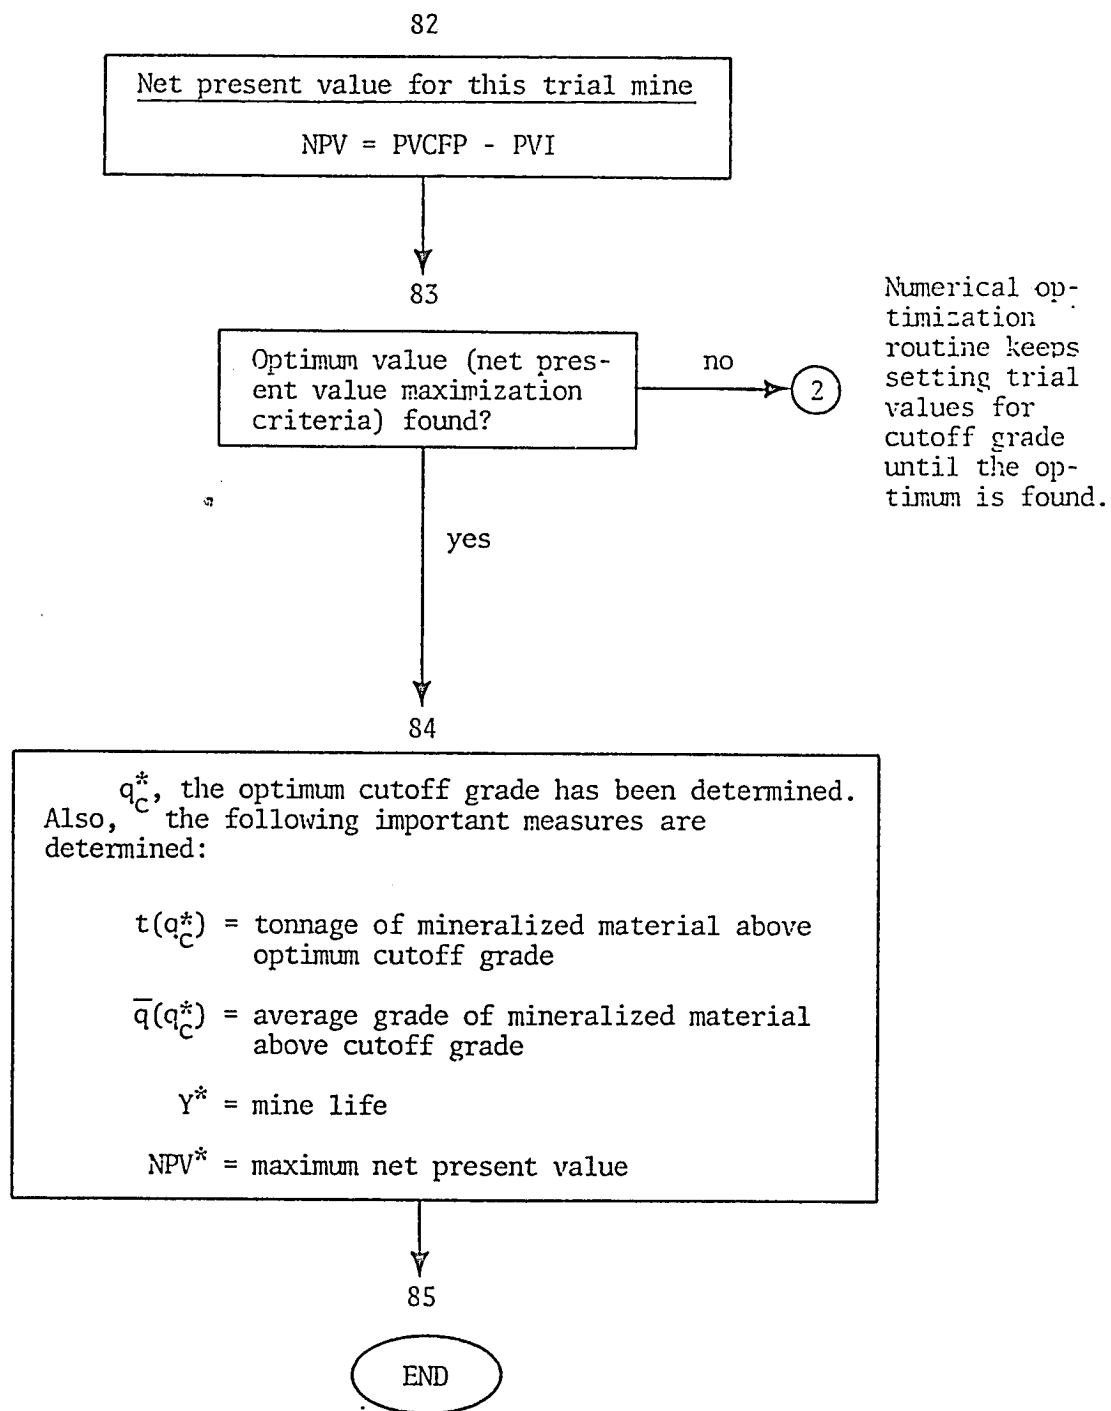 82
Net present value for this trial mine
NPV = PVCFP - PVI
83
Optimum value (net pres-
ent value maximization
criteria) found?
no
2
Numerical op-
timization
routine keeps
setting trial
values for
cutoff grade
until the op-
timum is found.
yes
84
q*c, the optimum cutoff grade has been determined.
Also, the following important measures are
determined:
t(q*c) = tonnage of mineralized material above
optimum cutoff grade
q̅(q*c) = average grade of mineralized material
above cutoff grade
Y* = mine life
NPV* = maximum net present value
85
END